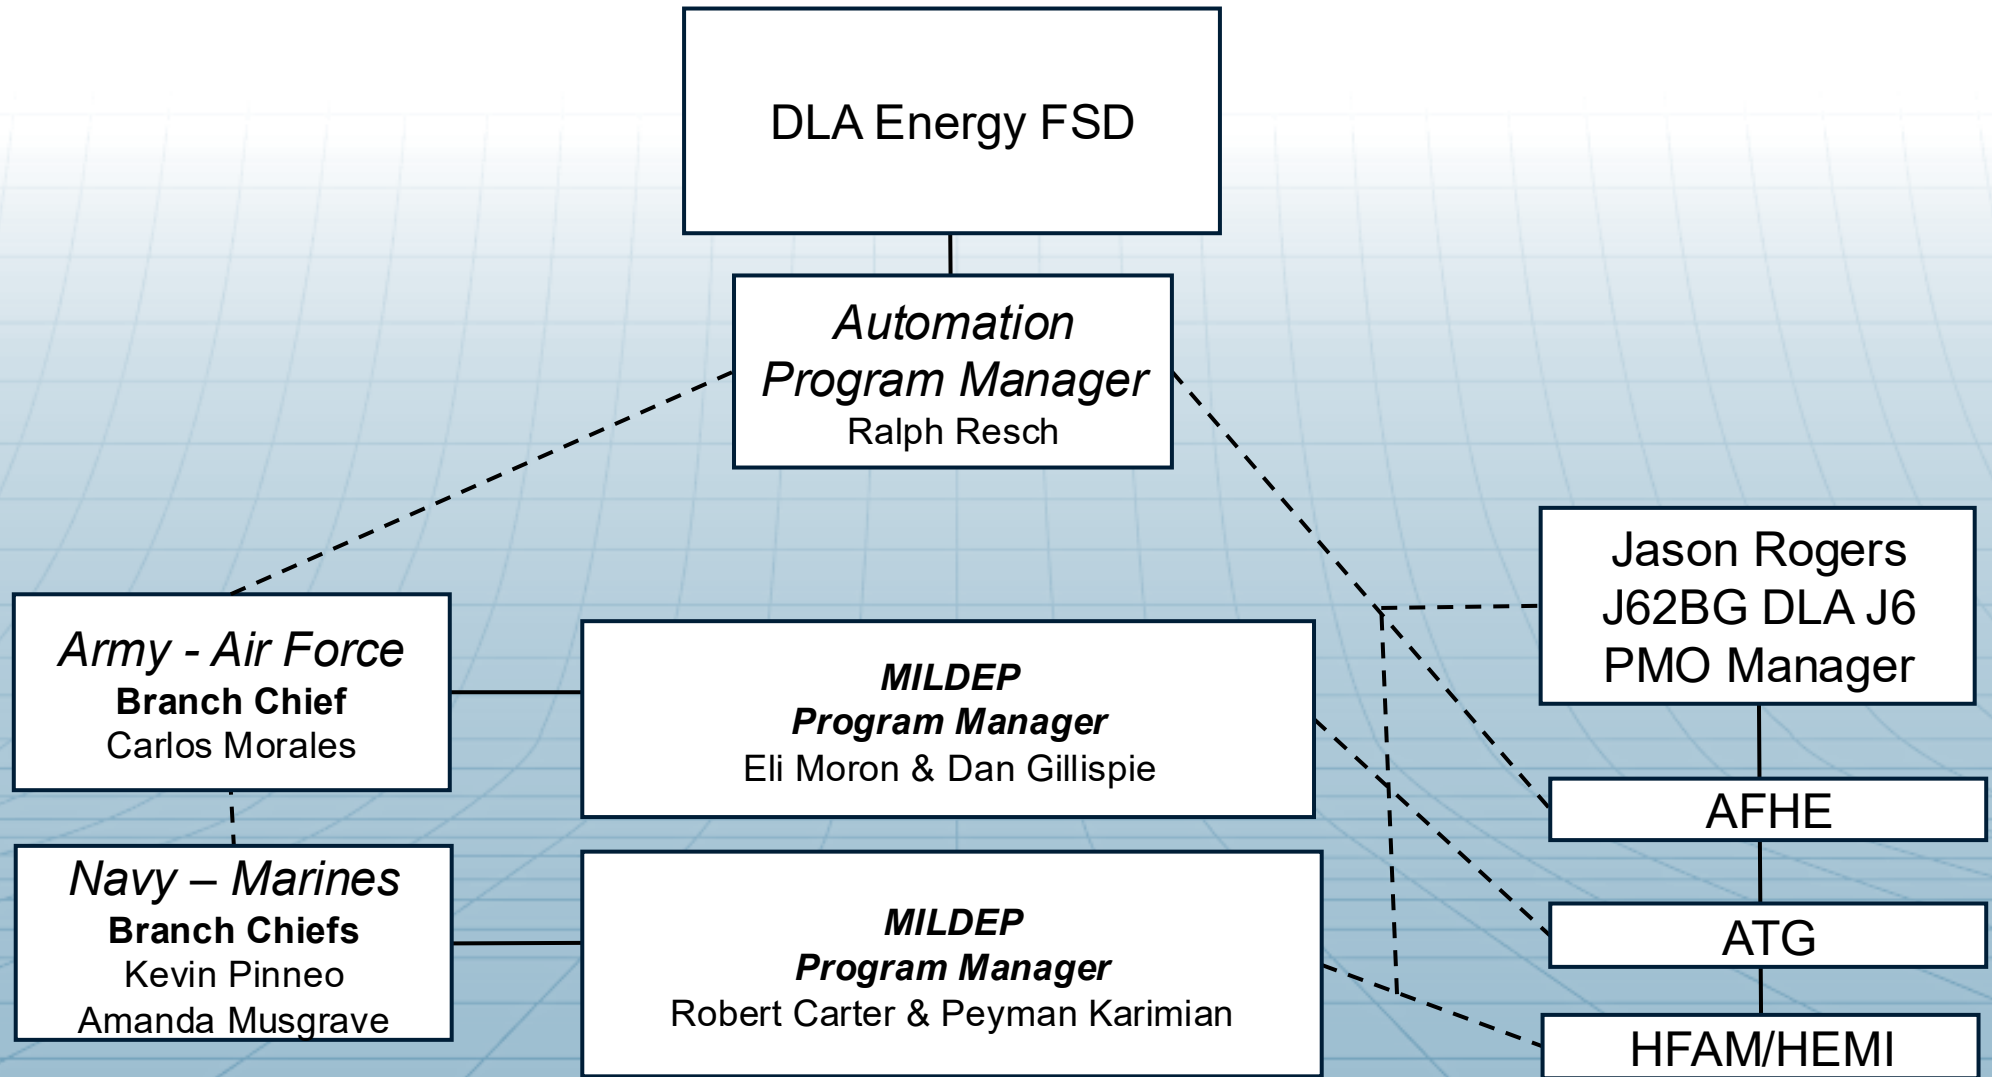 DLA Energy FSD
Automation
Program Manager
Ralph Resch
Army - Air Force
Branch Chief
Carlos Morales
MILDEP
Program Manager
Eli Moron & Dan Gillispie
Jason Rogers
J62BG DLA J6
PMO Manager
AFHE
Navy – Marines
Branch Chiefs
Kevin Pinneo
Amanda Musgrave
MILDEP
Program Manager
Robert Carter & Peyman Karimian
ATG
HFAM/HEMI